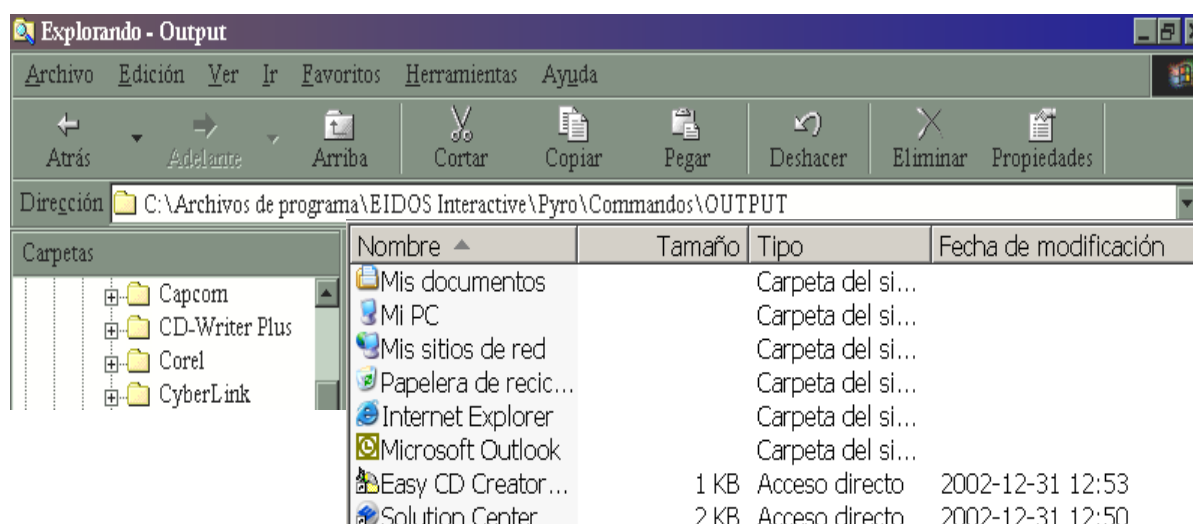 Explorando - Output
Archivo Edición Ver Ir Favoritos Herramientas Ayuda
Atrás Adelante Arriba Cortar Copiar Pegar Deshacer Eliminar Propiedades
Dirección C:\Archivos de programa\EIDOS Interactive\Pyro\Commandos\OUTPUT
Carpetas
Capcom
CD-Writer Plus
Corel
CyberLink
Nombre Tamaño Tipo Fecha de modificación
Mis documentos Carpeta del si...
Mi PC Carpeta del si...
Mis sitios de red Carpeta del si...
Papelera de recic... Carpeta del si...
Internet Explorer Carpeta del si...
Microsoft Outlook Carpeta del si...
Easy CD Creator... 1 KB Acceso directo 2002-12-31 12:53
Solution Center 2 KB Acceso directo 2002-12-31 12:50